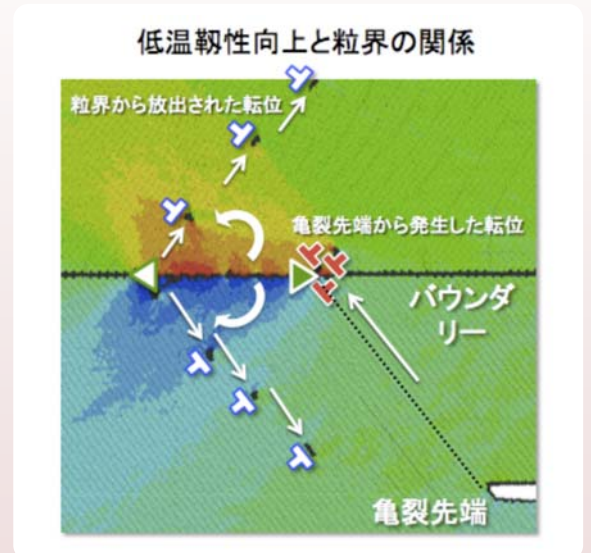 低温靱性向上と粒界の関係
粒界から放出された転位
亀裂先端から発生した転位
バウンダ
リー
亀裂先端